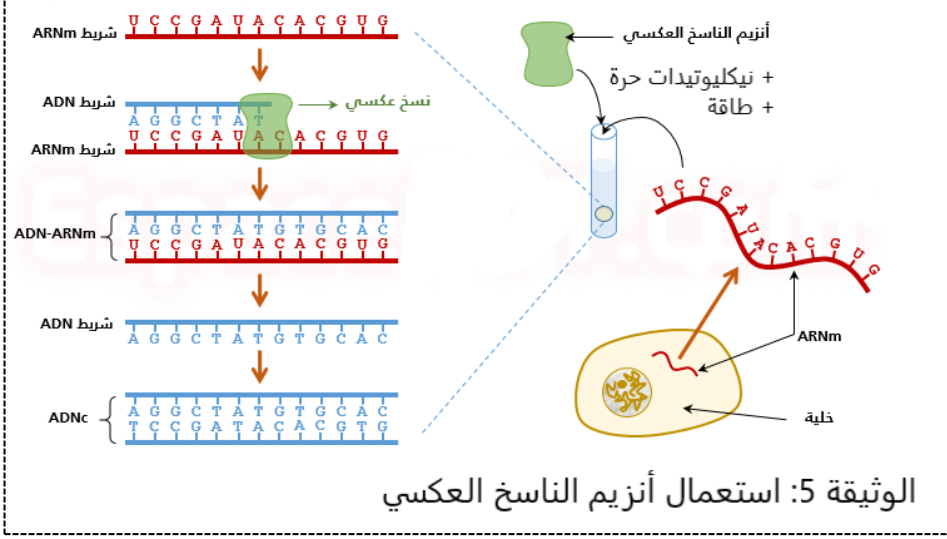 شريط ARNm
U C C G A U A C A C G U G
شريط ADN
نسخ عكسي
A G G C T A T
U C C G A U A C A C G U G
شريط ARNm
ADN-ARNm
A G G C T A T G T G C A C
U C C G A U A C A C G U G
شريط ADN
A G G C T A T G T G C A C
ADNc
A G G C T A T G T G C A C
T C C G A T A C A C G T G
أنزيم الناسخ العكسي
+ نيكليوتيدات حرة
+ طاقة
U C C G A U A C A C G U G
ARNm
خلية
الوثيقة 5: استعمال أنزيم الناسخ العكسي